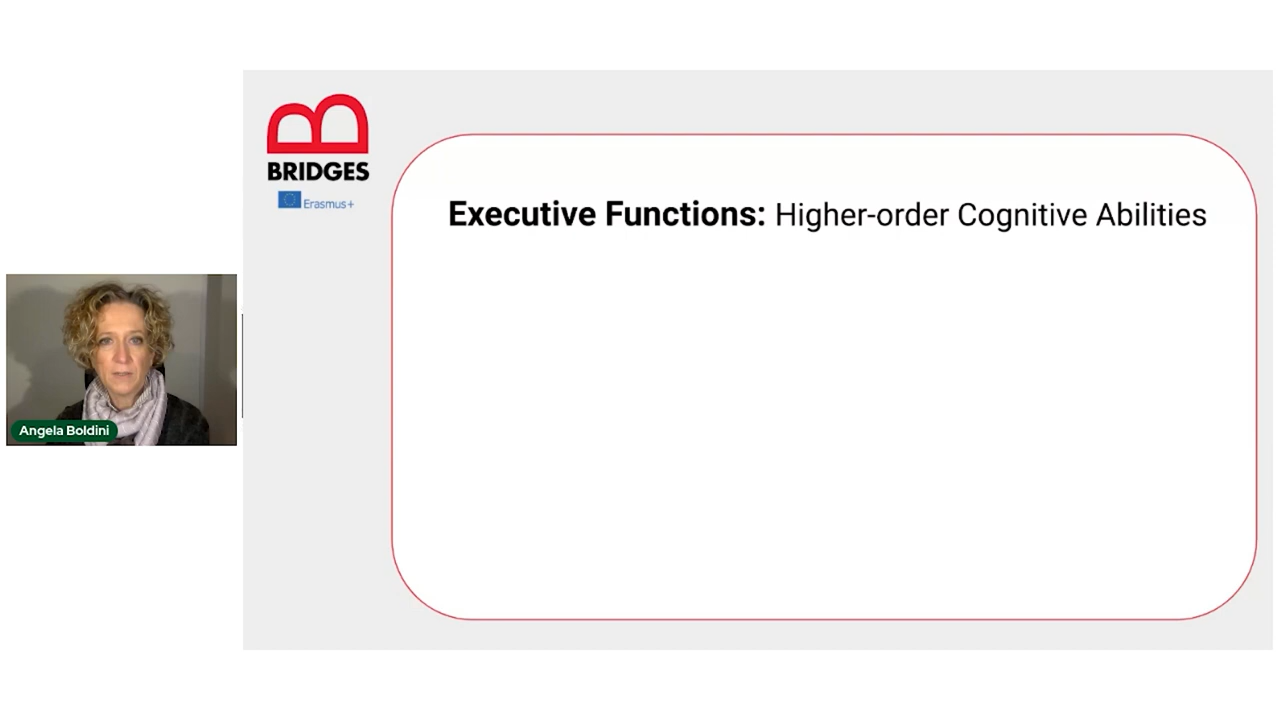 BRIDGES
Erasmus+
Executive Functions: Higher-order Cognitive Abilities
Angela Boldini